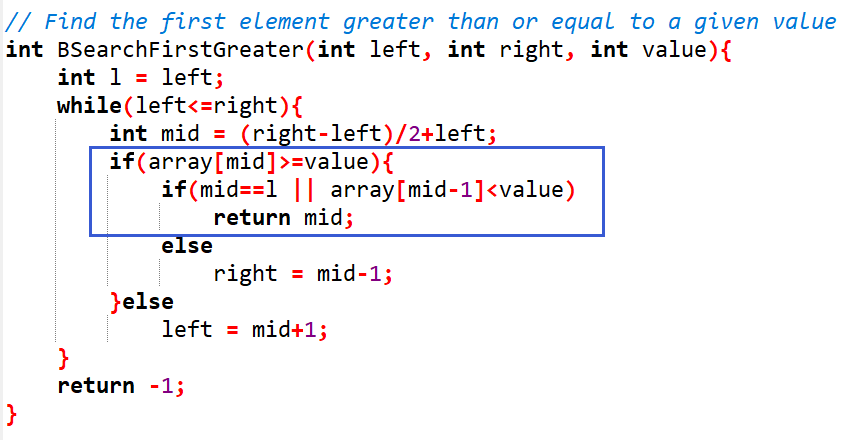 // Find the first element greater than or equal to a given value
int BSearchFirstGreater(int left, int right, int value){
    int l = left;
    while(left<=right){
        int mid = (right-left)/2+left;
        if(array[mid]>=value){
            if(mid==l || array[mid-1]<value)
                return mid;
            else
                right = mid-1;
        }else
            left = mid+1;
    }
    return -1;
}